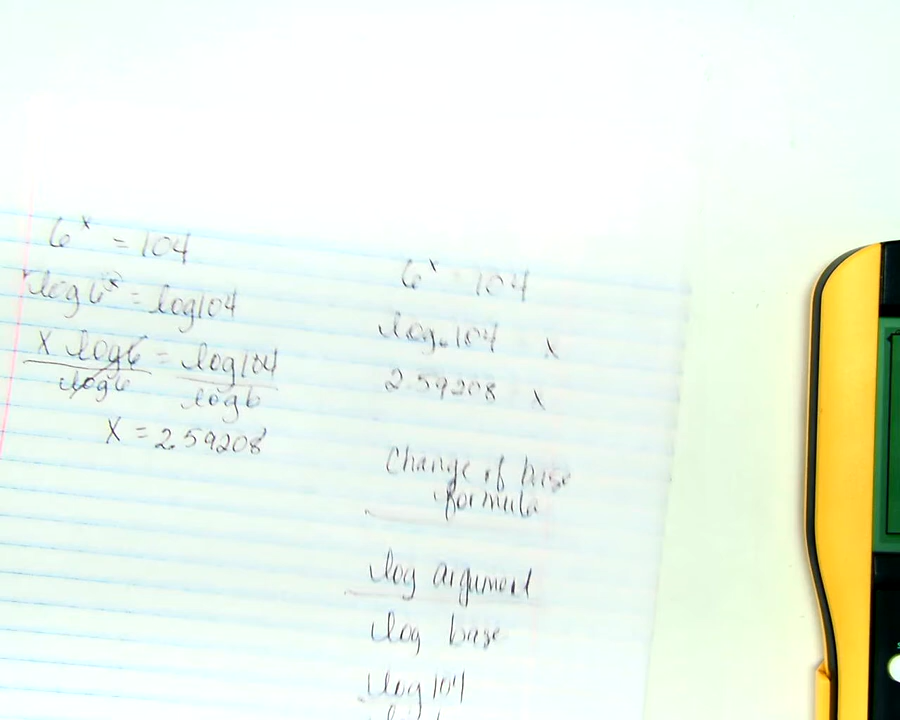 6^x = 104
log 6^x = log 104
x log 6 = log 104
log 6 log 6
x = 2.59208
6^x = 104
log₆ 104 x
2.59208 x
Change of base
formula
log argument
log base
log 104